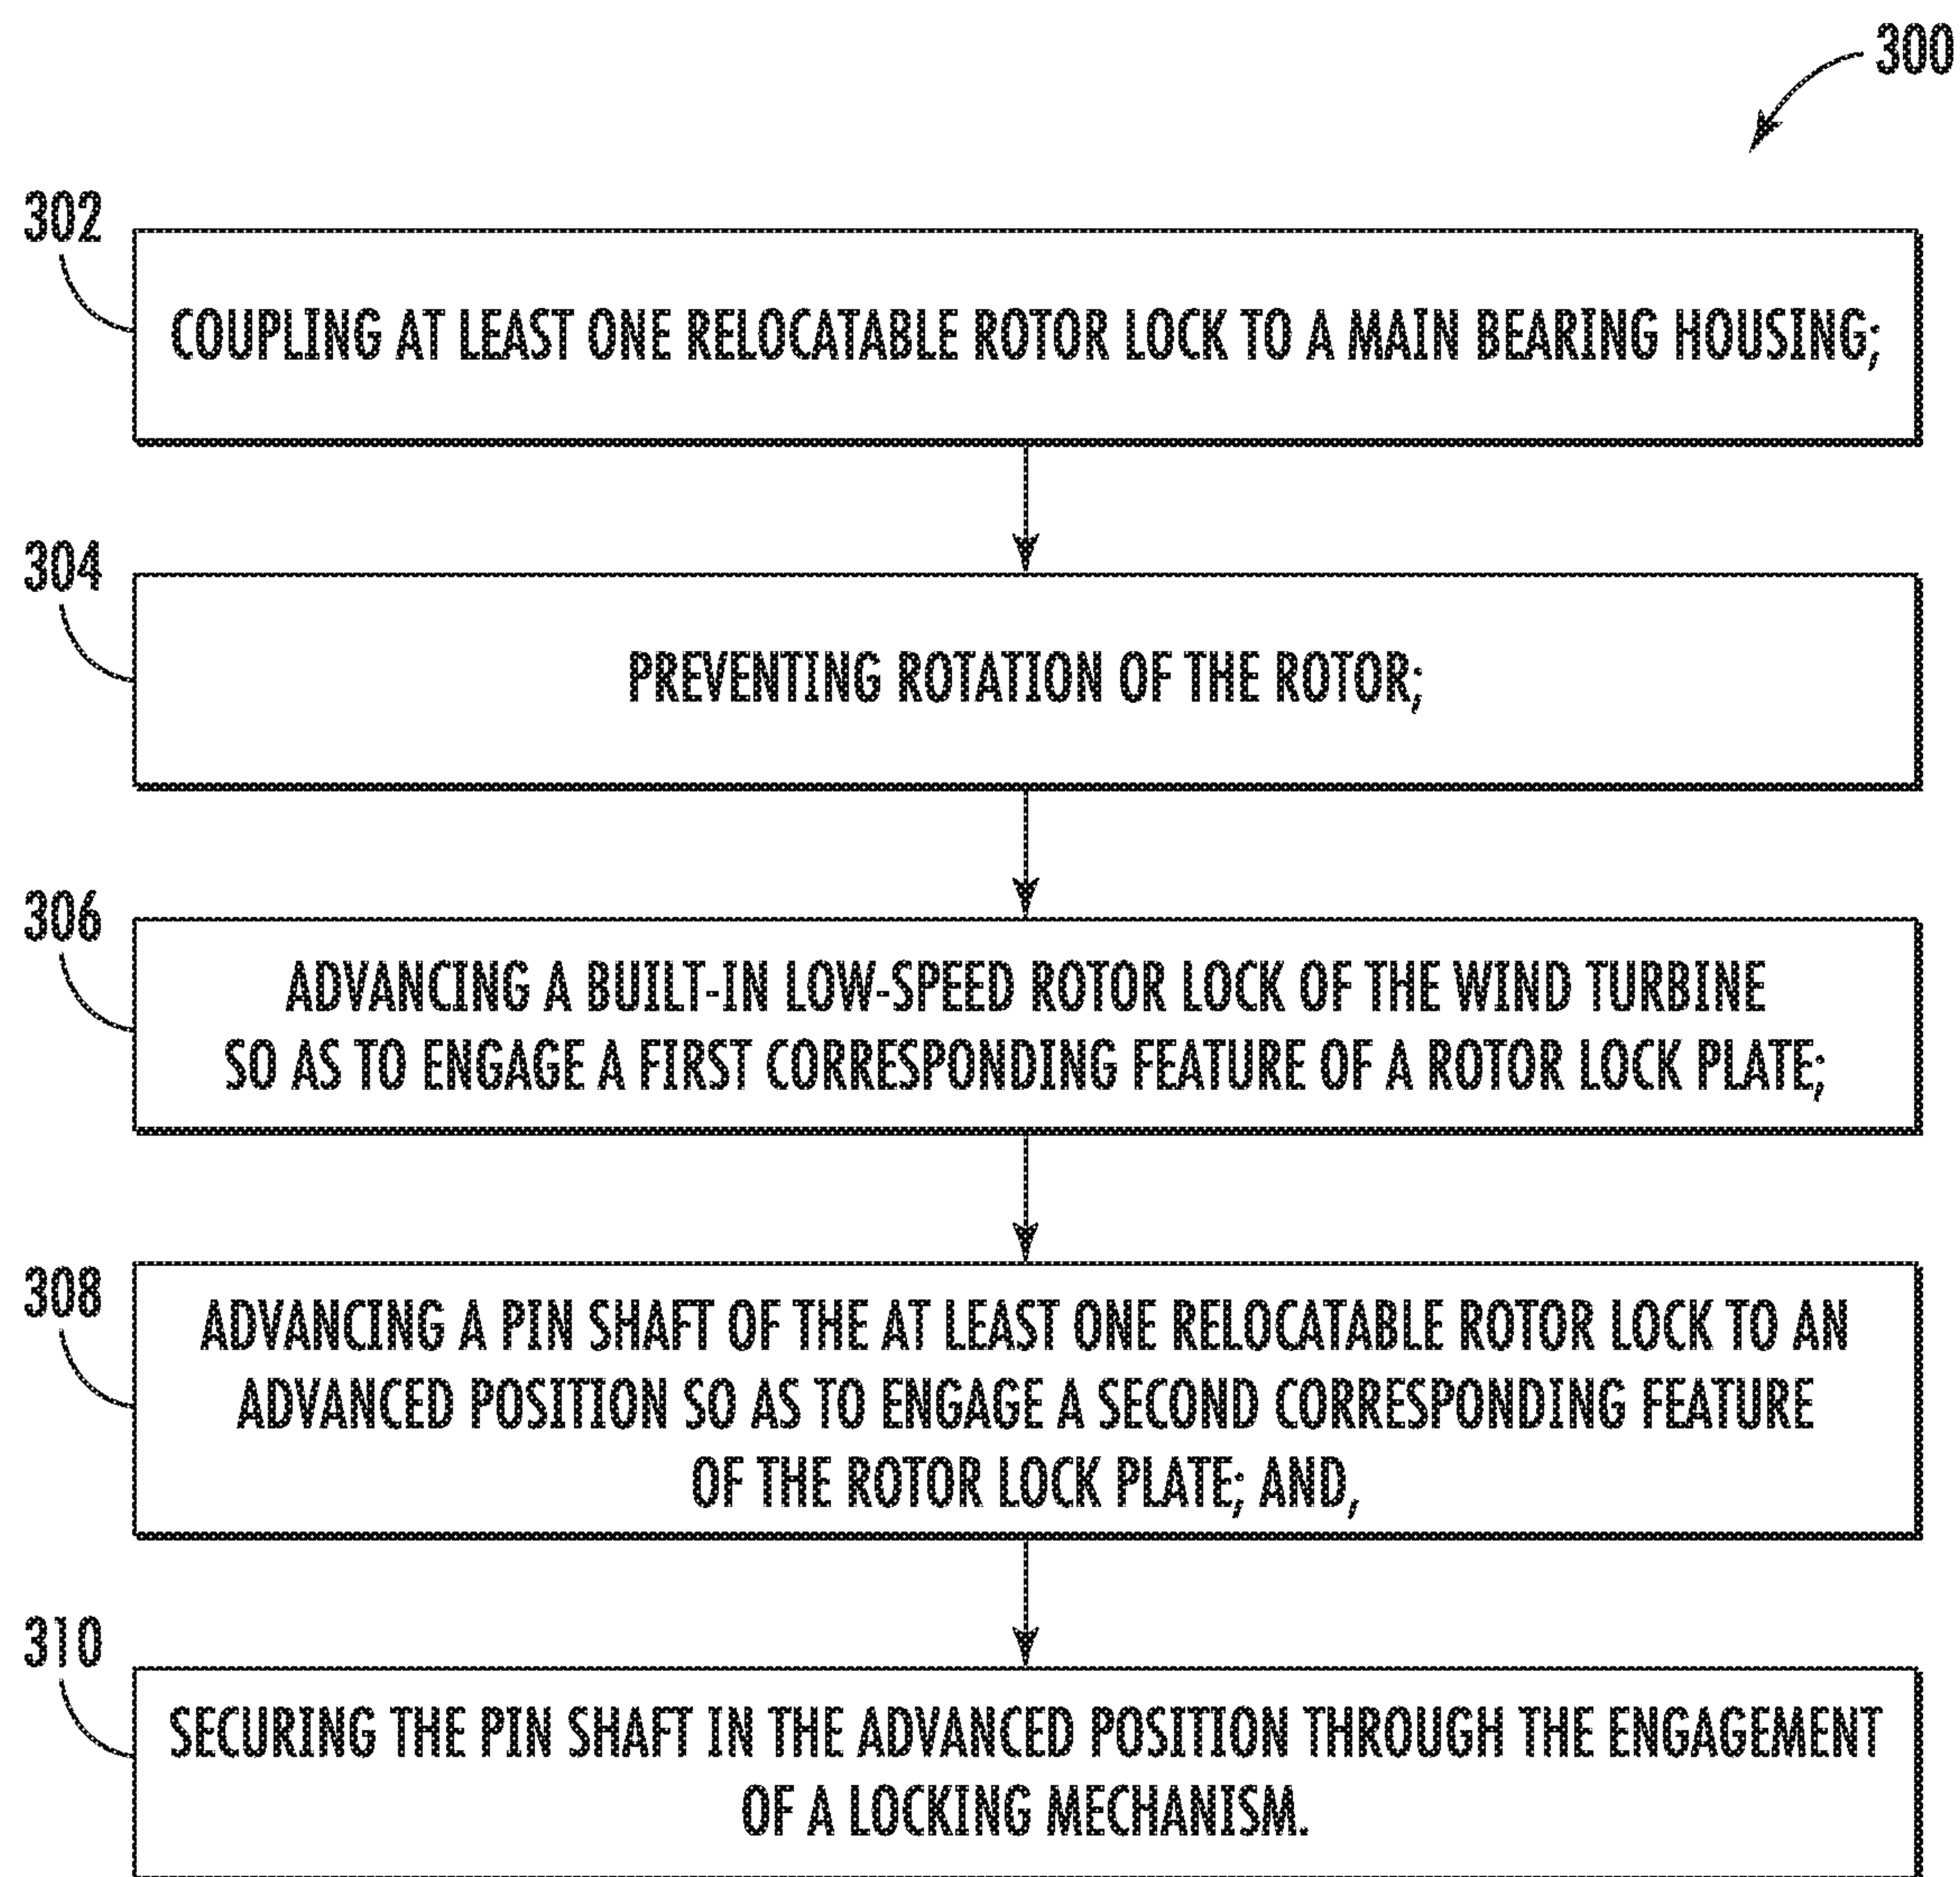 300
302
COUPLING AT LEAST ONE RELOCATABLE ROTOR LOCK TO A MAIN BEARING HOUSING;
304
PREVENTING ROTATION OF THE ROTOR;
306
ADVANCING A BUILT-IN LOW-SPEED ROTOR LOCK OF THE WIND TURBINE
SO AS TO ENGAGE A FIRST CORRESPONDING FEATURE OF A ROTOR LOCK PLATE;
308
ADVANCING A PIN SHAFT OF THE AT LEAST ONE RELOCATABLE ROTOR LOCK TO AN
ADVANCED POSITION SO AS TO ENGAGE A SECOND CORRESPONDING FEATURE
OF THE ROTOR LOCK PLATE; AND,
310
SECURING THE PIN SHAFT IN THE ADVANCED POSITION THROUGH THE ENGAGEMENT
OF A LOCKING MECHANISM.